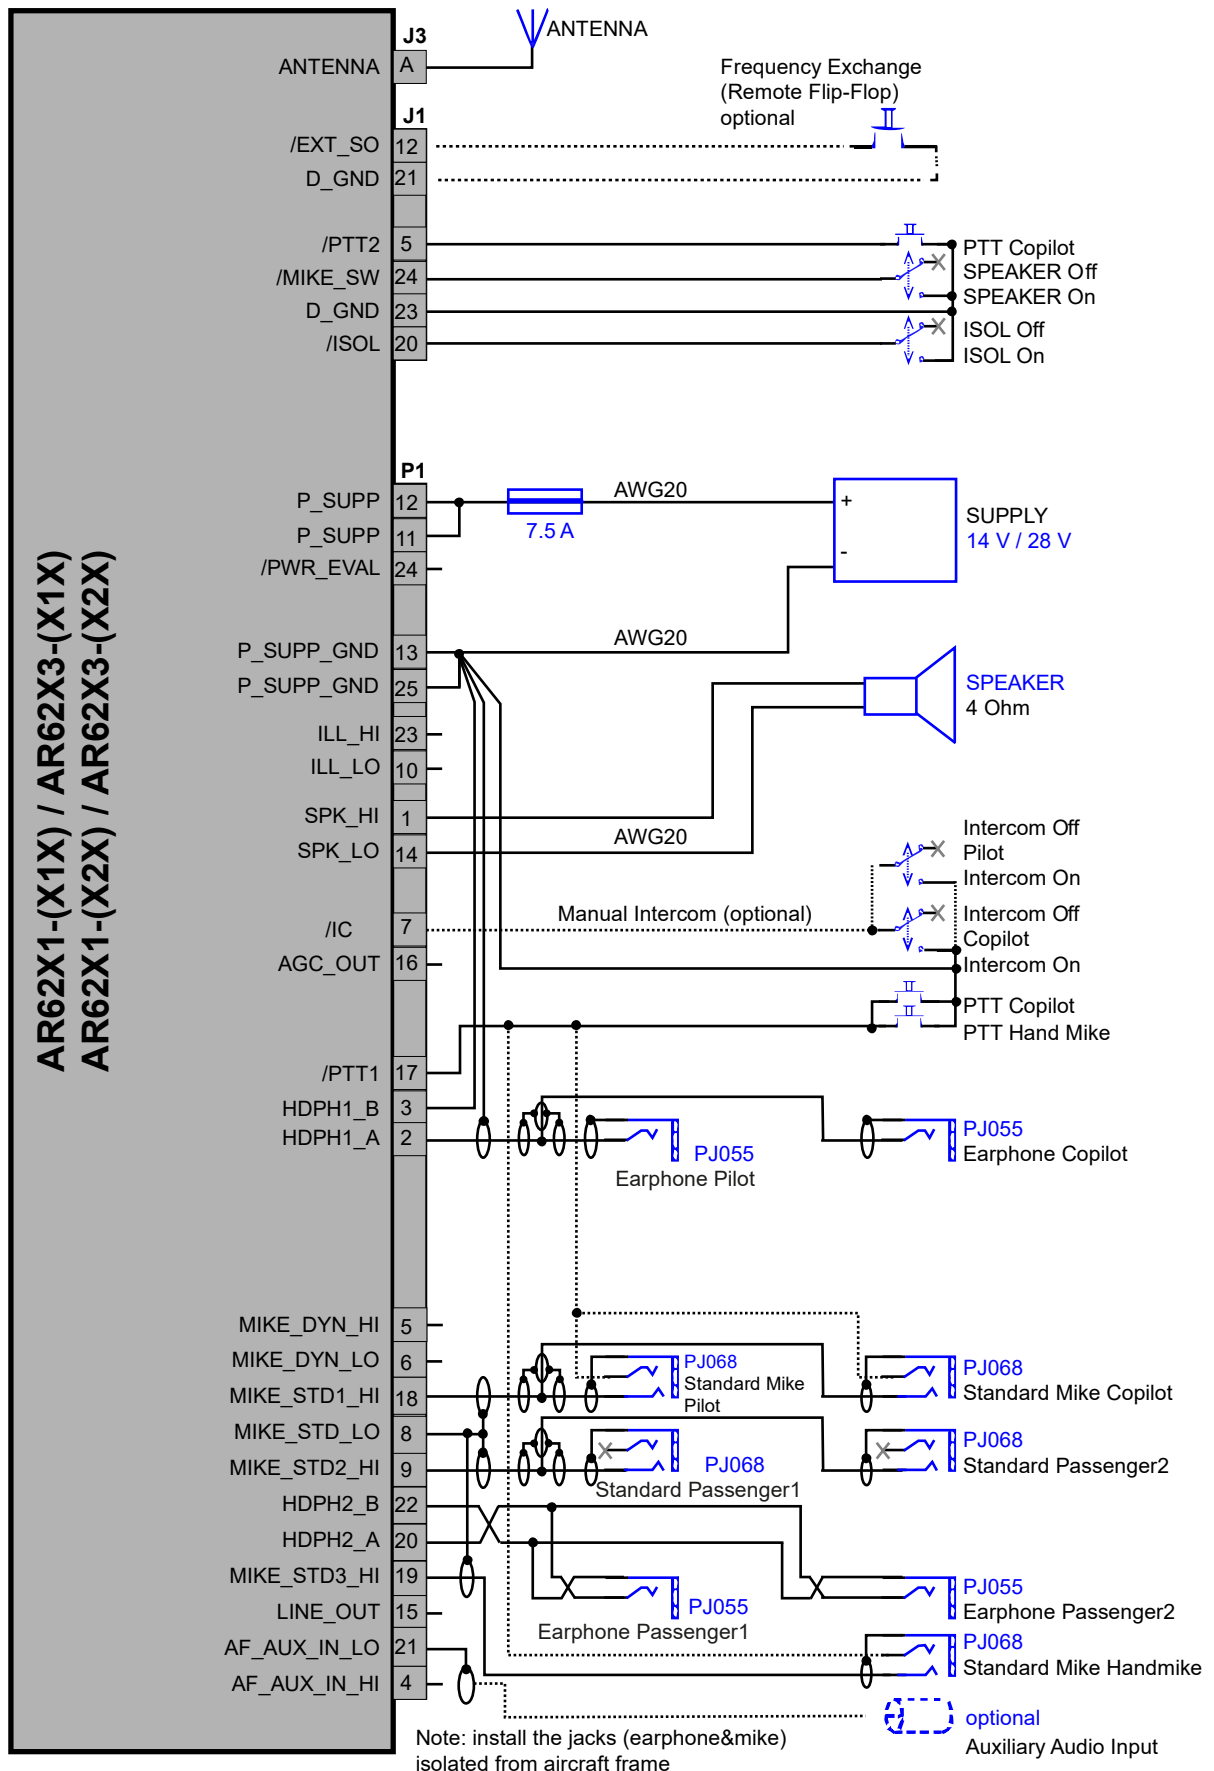 J3
ANTENNA
ANTENNA A
Frequency Exchange
(Remote Flip-Flop)
optional
J1
/EXT_SO 12
D_GND 21
/PTT2 5
PTT Copilot
/MIKE_SW 24
SPEAKER Off
SPEAKER On
D_GND 23
/ISOL 20
ISOL Off
ISOL On
P1
P_SUPP 12
AWG20
+
-
SUPPLY
14 V / 28 V
7.5 A
P_SUPP 11
/PWR_EVAL 24
P_SUPP_GND 13
AWG20
P_SUPP_GND 25
SPEAKER
4 Ohm
ILL_HI 23
ILL_LO 10
SPK_HI 1
SPK_LO 14
AWG20
Intercom Off
Pilot
Intercom On
/IC 7
Manual Intercom (optional)
Intercom Off
Copilot
Intercom On
AGC_OUT 16
PTT Copilot
PTT Hand Mike
/PTT1 17
HDPH1_B 3
HDPH1_A 2
PJ055
Earphone Pilot
PJ055
Earphone Copilot
MIKE_DYN_HI 5
MIKE_DYN_LO 6
MIKE_STD1_HI 18
PJ068
Standard Mike
Pilot
PJ068
Standard Mike Copilot
MIKE_STD_LO 8
MIKE_STD2_HI 9
PJ068
Standard Passenger1
PJ068
Standard Passenger2
HDPH2_B 22
HDPH2_A 20
MIKE_STD3_HI 19
PJ055
Earphone Passenger1
PJ055
Earphone Passenger2
LINE_OUT 15
AF_AUX_IN_LO 21
PJ068
Standard Mike Handmike
AF_AUX_IN_HI 4
optional
Auxiliary Audio Input
Note: install the jacks (earphone&mike)
isolated from aircraft frame
AR62X1-(X1X) / AR62X3-(X1X)
AR62X1-(X2X) / AR62X3-(X2X)